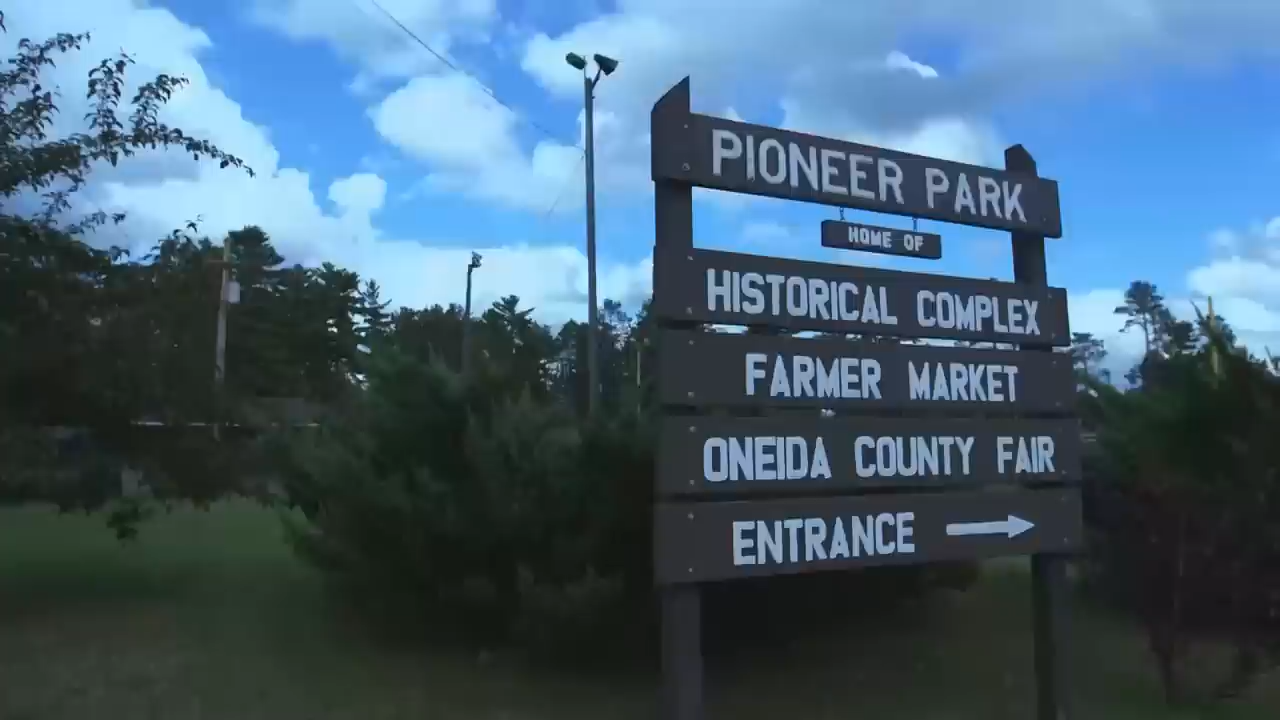 PIONEER PARK
HOME OF
HISTORICAL COMPLEX
FARMER MARKET
ONEIDA COUNTY FAIR
ENTRANCE